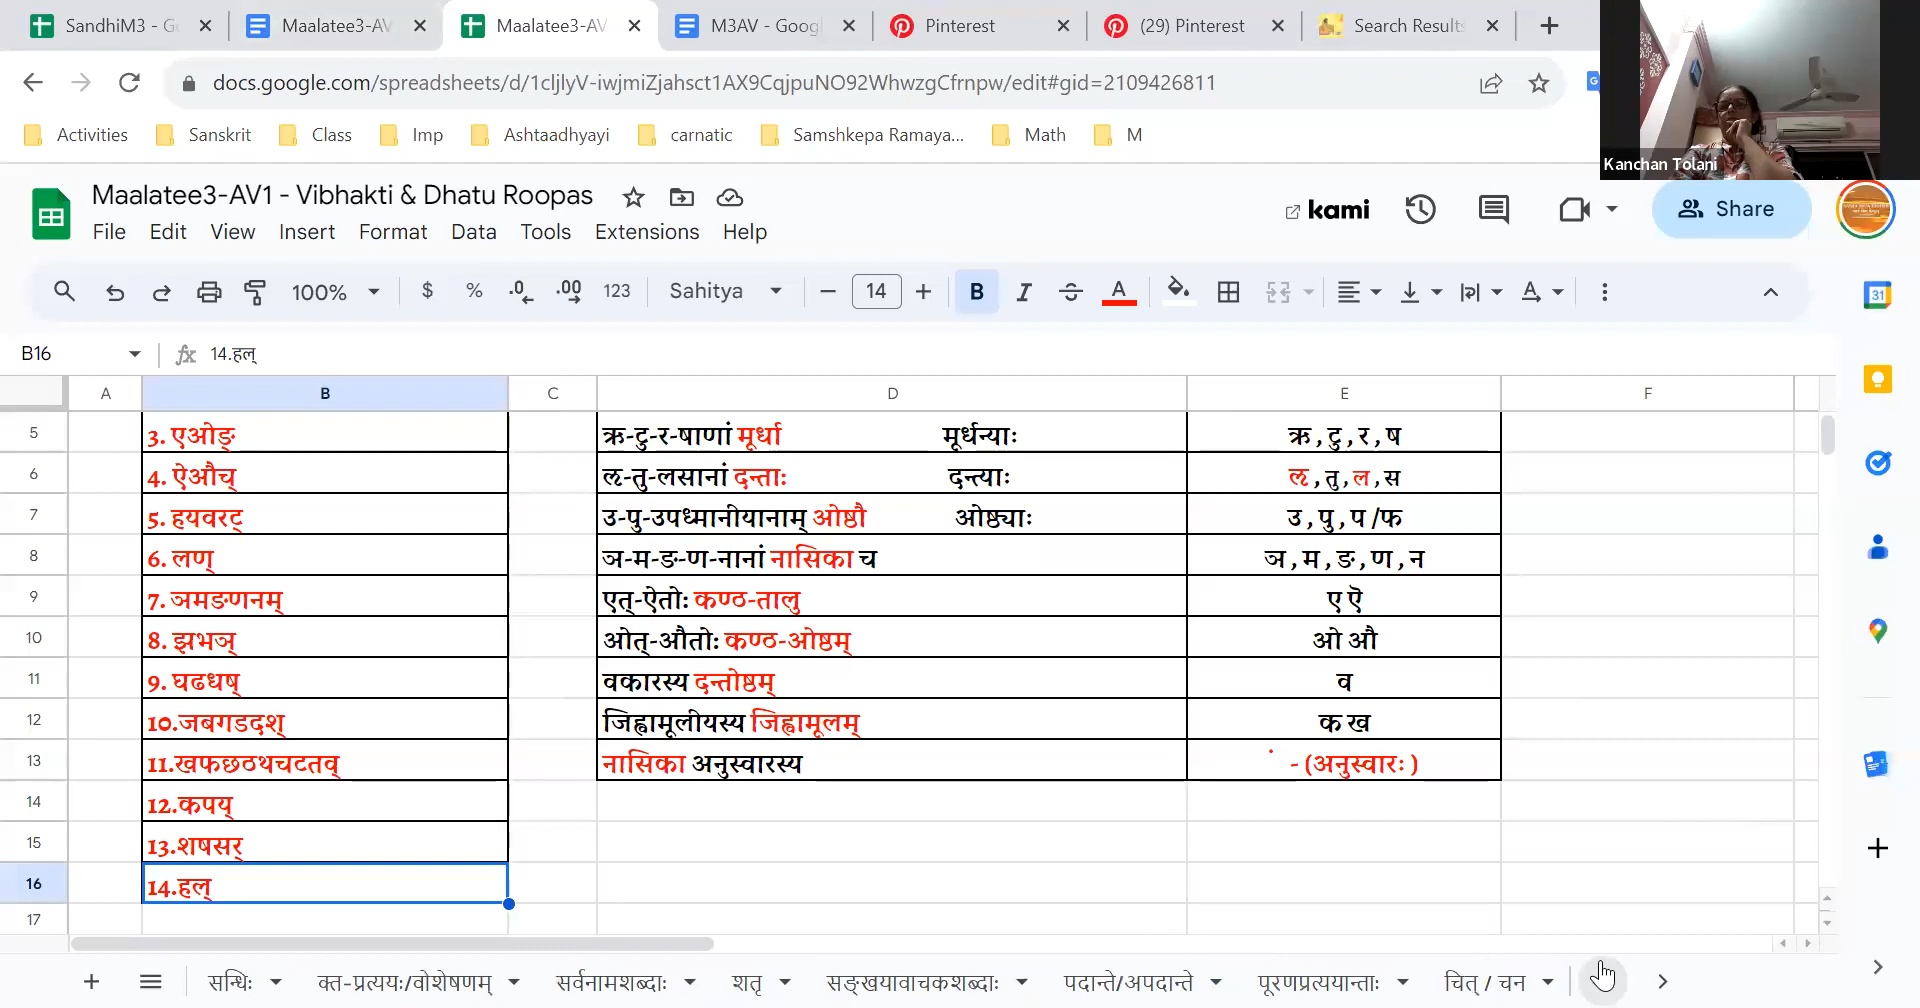 SandhiM3 - G
Maalatee3-AV
Maalatee3-AV
M3AV - Googl
Pinterest
(29) Pinterest
Search Results
docs.google.com/spreadsheets/d/1cljlyV-iwjmiZjahsct1AX9CqjpuNO92WhwzgCfrnpw/edit#gid=2109426811
Activities Sanskrit Class Imp Ashtaadhyayi carnatic Samshkepa Ramaya... Math M
Kanchan Tolani
Maalatee3-AV1 - Vibhakti & Dhatu Roopas
kami
Share
File Edit View Insert Format Data Tools Extensions Help
100% $ % .0 .00 123 Sahitya 14 B I A
31
B16 fx 14.हल्
A B C D E F
5 3. एओङ् ऋ-टु-र-षाणां मूर्धा मूर्धन्याः ऋ , टु , र , ष
6 4. ऐऔच् ऌ-तु-लसानां दन्ताः दन्त्याः ऌ , तु , ल , स
7 5. हयवरट् उ-पु-उपध्मानीयानाम् ओष्ठौ ओष्ठ्याः उ , पु , प /फ
8 6. लण् ञ-म-ङ-ण-नानां नासिका च ञ , म , ङ , ण , न
9 7. ञमङणनम् एत्-ऐतोः कण्ठ-तालु ए ऐ
10 8. झभञ् ओत्-औतोः कण्ठ-ओष्ठम् ओ औ
11 9. घढधष् वकारस्य दन्तोष्ठम् व
12 10.जबगडदश् जिह्वामूलीयस्य जिह्वामूलम् क ख
13 11.खफछठथचटतव् नासिका अनुस्वारस्य ं - (अनुस्वारः )
14 12.कपय्
15 13.शषसर्
16 14.हल्
17
सन्धिः क्त-प्रत्ययः/वोशेषणम् सर्वनामशब्दाः शतृ सङ्खयावाचकशब्दाः पदान्ते/अपदान्ते पूरणप्रत्ययान्ताः चित् / चन